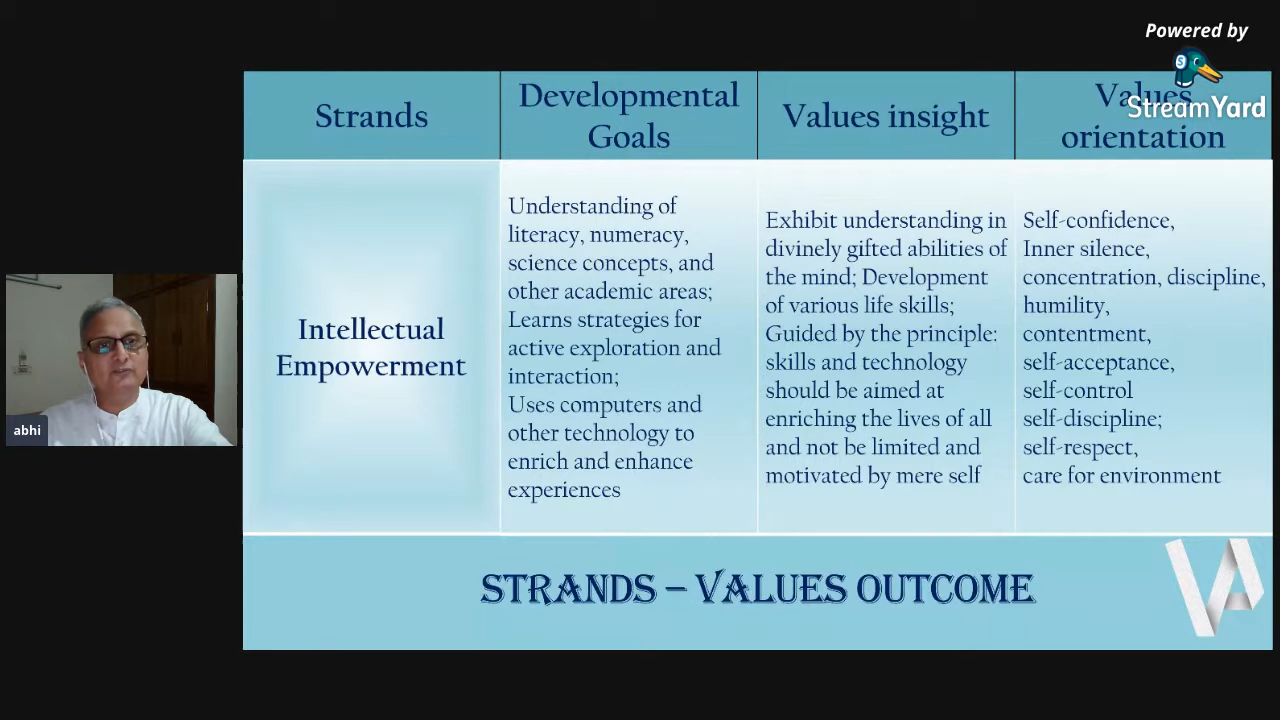 Powered by
StreamYard
Strands
Developmental
Goals
Values insight
Values
orientation
Intellectual
Empowerment
Understanding of
literacy, numeracy,
science concepts, and
other academic areas;
Learns strategies for
active exploration and
interaction;
Uses computers and
other technology to
enrich and enhance
experiences
Exhibit understanding in
divinely gifted abilities of
the mind; Development
of various life skills;
Guided by the principle:
skills and technology
should be aimed at
enriching the lives of all
and not be limited and
motivated by mere self
Self-confidence,
Inner silence,
concentration, discipline,
humility,
contentment,
self-acceptance,
self-control
self-discipline;
self-respect,
care for environment
abhi
STRANDS – VALUES OUTCOME
VA